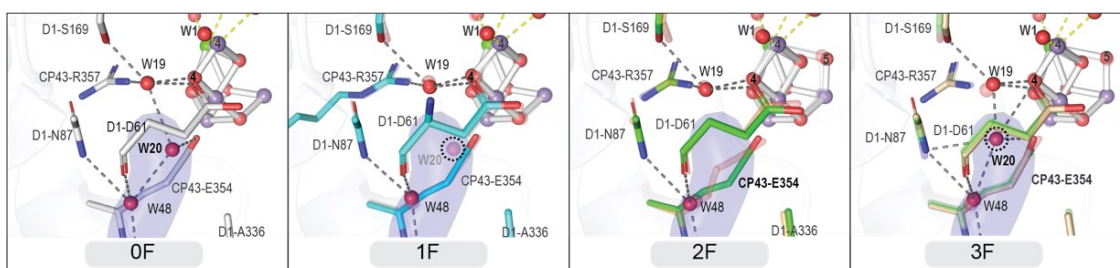 D1-S169
W1
4
W19
CP43-R357
4
D1-N87
D1-D61
W20
CP43-E354
W48
D1-A336
0F
D1-S169
W1
4
W19
CP43-R357
4
D1-D61
D1-N87
W20
CP43-E354
W48
D1-A336
1F
D1-S169
W1
4
W19
CP43-R357
4
D1-N87
D1-D61
CP43-E354
W48
D1-A336
2F
D1-S169
W1
4
5
W19
CP43-R357
4
D1-N87
D1-D61
W20
CP43-E354
W48
D1-A336
3F